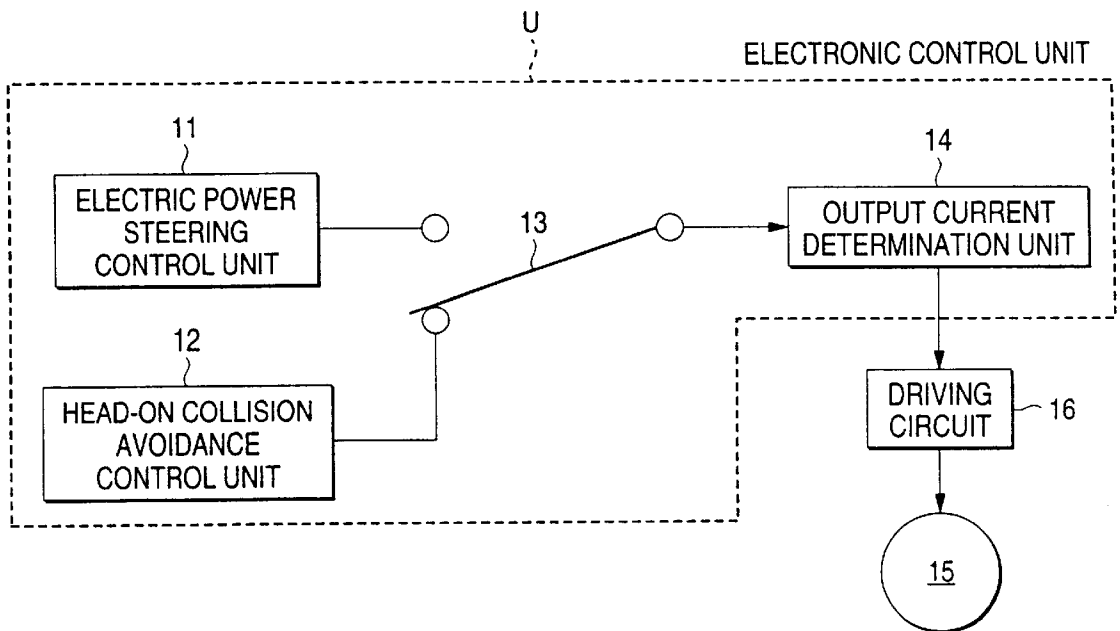 U
ELECTRONIC CONTROL UNIT
11
ELECTRIC POWER
STEERING
CONTROL UNIT
13
14
OUTPUT CURRENT
DETERMINATION UNIT
12
HEAD-ON COLLISION
AVOIDANCE
CONTROL UNIT
DRIVING
CIRCUIT
16
15